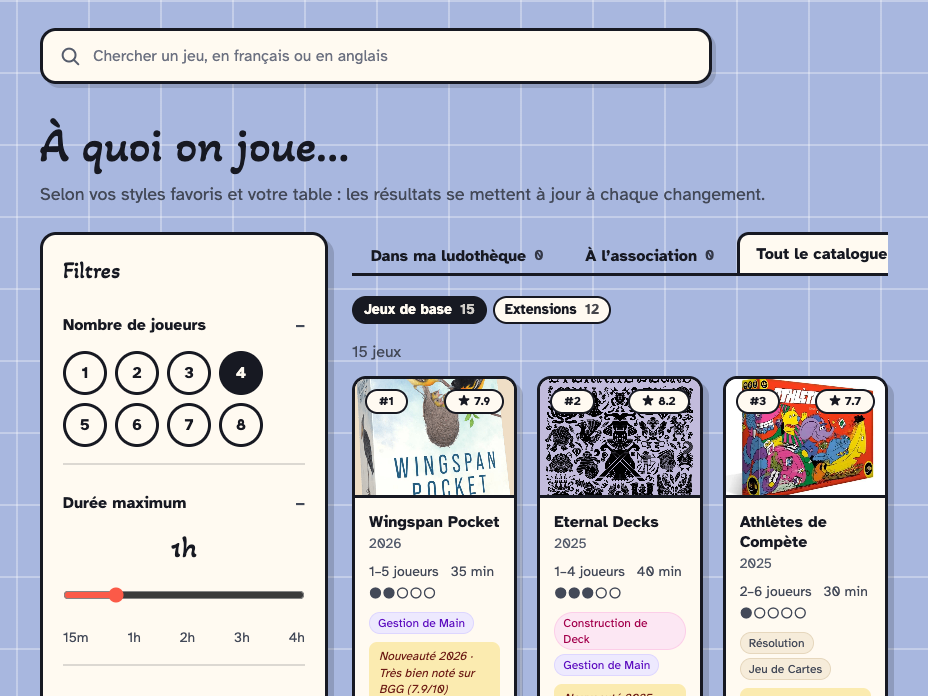 Chercher un jeu, en français ou en anglais
À quoi on joue...
Selon vos styles favoris et votre table : les résultats se mettent à jour à chaque changement.
Filtres
Nombre de joueurs –
1 2 3 4
5 6 7 8
Durée maximum –
1h
15m 1h 2h 3h 4h
Dans ma ludothèque 0 À l’association 0 Tout le catalogue
Jeux de base 15 Extensions 12
15 jeux
#1 ★ 7.9
WINGSPAN
POCKET
Wingspan Pocket
2026
1–5 joueurs 35 min
Gestion de Main
Nouveauté 2026 ·
Très bien noté sur
BGG (7.9/10)
#2 ★ 8.2
Eternal Decks
2025
1–4 joueurs 40 min
Construction de
Deck
Gestion de Main
#3 ★ 7.7
Athlètes de
Compète
2025
2–6 joueurs 30 min
Résolution
Jeu de Cartes